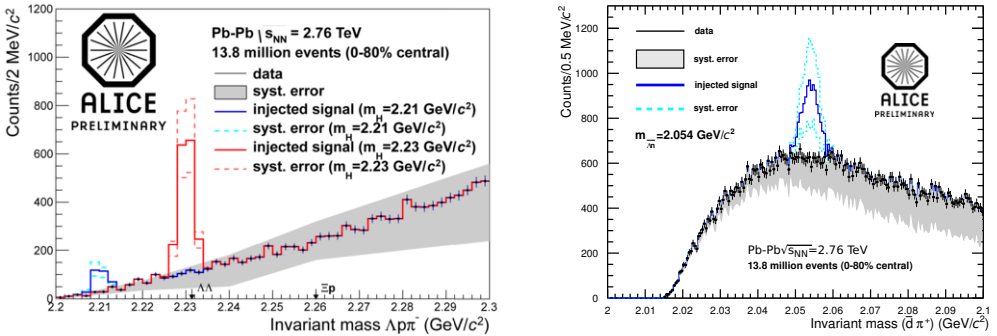 Counts/2 MeV/c²
1200
1000
800
600
400
200
0
ALICE
PRELIMINARY
Pb-Pb √s_NN = 2.76 TeV
13.8 million events (0-80% central)
data
syst. error
injected signal (m_H=2.21 GeV/c²)
syst. error (m_H=2.21 GeV/c²)
injected signal (m_H=2.23 GeV/c²)
syst. error (m_H=2.23 GeV/c²)
ΛΛ
Ξp
2.2 2.21 2.22 2.23 2.24 2.25 2.26 2.27 2.28 2.29 2.3
Invariant mass Λpπ⁻ (GeV/c²)
Counts/0.5 MeV/c²
1200
1000
800
600
400
200
0
data
syst. error
injected signal
syst. error
m_Λn=2.054 GeV/c²
ALICE
PRELIMINARY
Pb-Pb√s_NN=2.76 TeV
13.8 million events (0-80% central)
2.01 2.02 2.03 2.04 2.05 2.06 2.07 2.08 2.09 2.1
Invariant mass (d̄ π⁺) (GeV/c²)